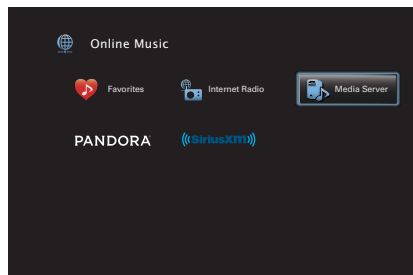 Online Music
Favorites
Internet Radio
Media Server
PANDORA
((SiriusXM))